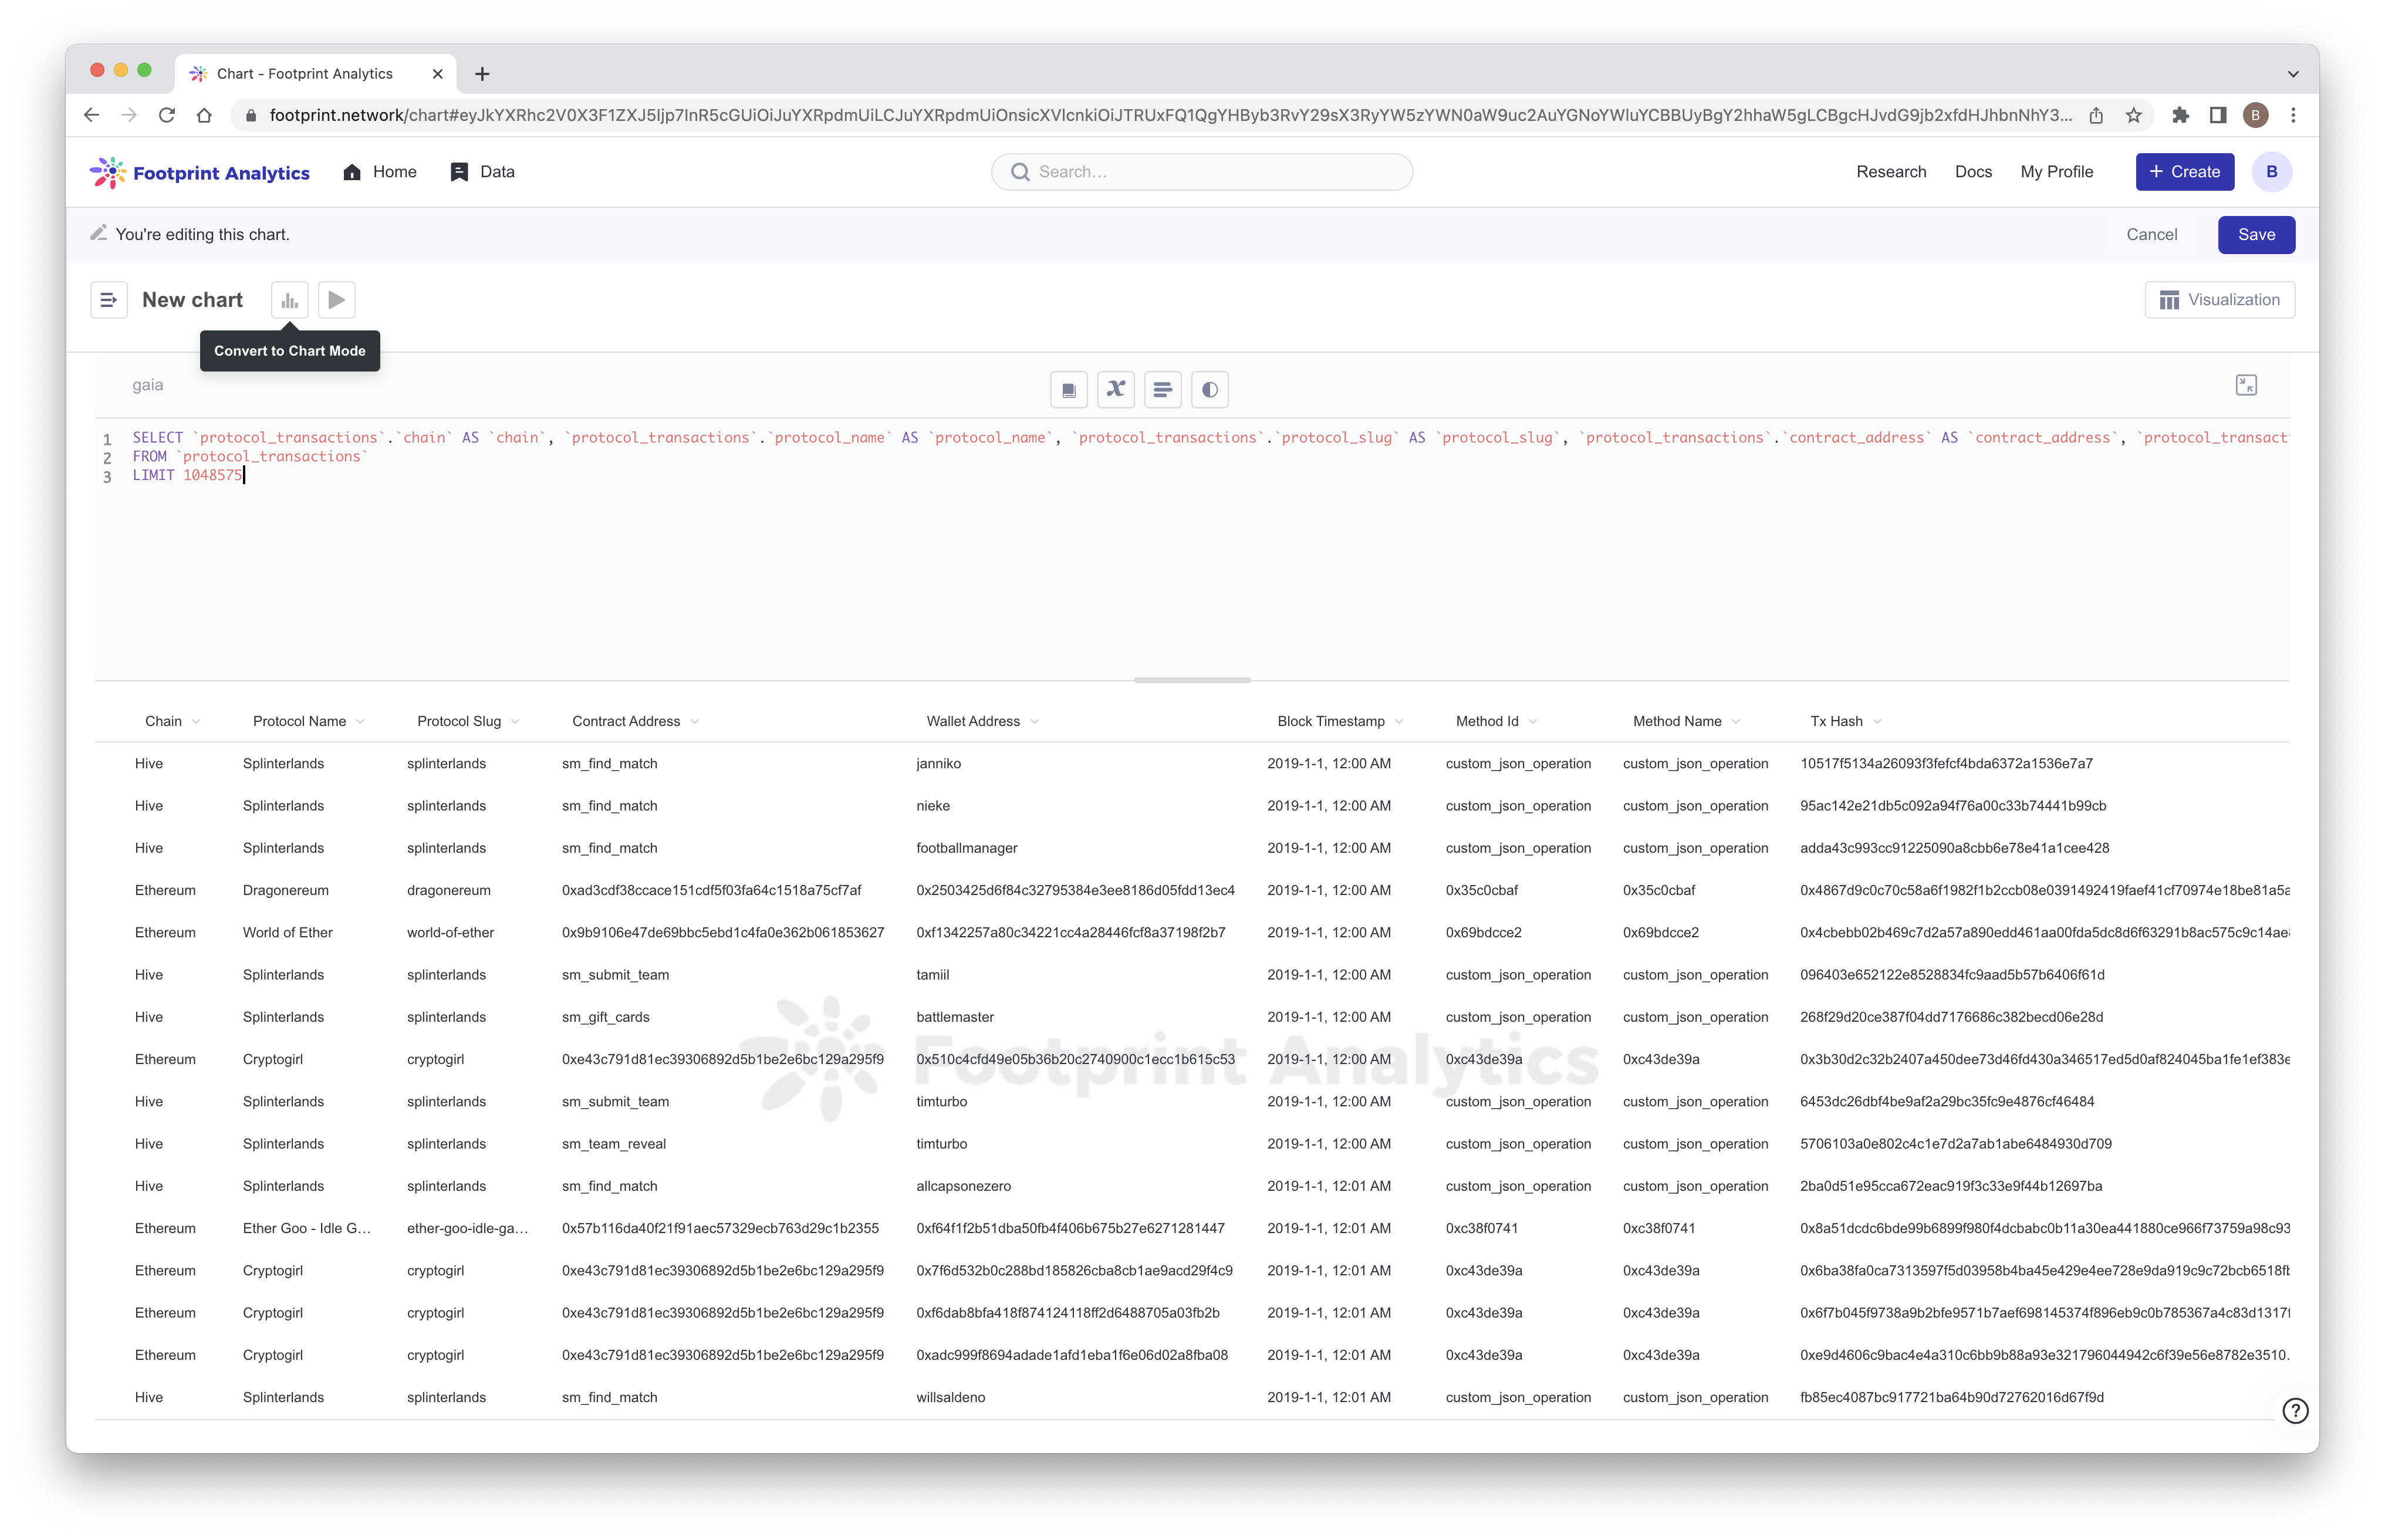 Chart - Footprint Analytics
footprint.network/chart#eyJkYXRhc2V0X3F1ZXJ5Ijp7InR5cGUiOiJuYXRpdmUiLCJuYXRpdmUiOnsicXVlcnkiOiJTRUxFQ1QgYHByb3RvY29sX3RyYW5zYWN0aW9uc2AuYGNoYWluYCBBUyBgY2hhaW5gLCBgcHJvdG9jb2xfdHJhbnNhY3...
B
Footprint Analytics Home Data Search... Research Docs My Profile + Create B
You're editing this chart. Cancel Save
New chart Visualization
Convert to Chart Mode
gaia
1 SELECT `protocol_transactions`.`chain` AS `chain`, `protocol_transactions`.`protocol_name` AS `protocol_name`, `protocol_transactions`.`protocol_slug` AS `protocol_slug`, `protocol_transactions`.`contract_address` AS `contract_address`, `protocol_transact
2 FROM `protocol_transactions`
3 LIMIT 1048575
Chain Protocol Name Protocol Slug Contract Address Wallet Address Block Timestamp Method Id Method Name Tx Hash
Hive Splinterlands splinterlands sm_find_match janniko 2019-1-1, 12:00 AM custom_json_operation custom_json_operation 10517f5134a26093f3fefcf4bda6372a1536e7a7
Hive Splinterlands splinterlands sm_find_match nieke 2019-1-1, 12:00 AM custom_json_operation custom_json_operation 95ac142e21db5c092a94f76a00c33b74441b99cb
Hive Splinterlands splinterlands sm_find_match footballmanager 2019-1-1, 12:00 AM custom_json_operation custom_json_operation adda43c993cc91225090a8cbb6e78e41a1cee428
Ethereum Dragonereum dragonereum 0xad3cdf38ccace151cdf5f03fa64c1518a75cf7af 0x2503425d6f84c32795384e3ee8186d05fdd13ec4 2019-1-1, 12:00 AM 0x35c0cbaf 0x35c0cbaf 0x4867d9c0c70c58a6f1982f1b2ccb08e0391492419faef41cf70974e18be81a5a
Ethereum World of Ether world-of-ether 0x9b9106e47de69bbc5ebd1c4fa0e362b061853627 0xf1342257a80c34221cc4a28446fcf8a37198f2b7 2019-1-1, 12:00 AM 0x69bdcce2 0x69bdcce2 0x4cbebb02b469c7d2a57a890edd461aa00fda5dc8d6f63291b8ac575c9c14ae
Hive Splinterlands splinterlands sm_submit_team tamiil 2019-1-1, 12:00 AM custom_json_operation custom_json_operation 096403e652122e8528834fc9aad5b57b6406f61d
Hive Splinterlands splinterlands sm_gift_cards battlemaster 2019-1-1, 12:00 AM custom_json_operation custom_json_operation 268f29d20ce387f04dd7176686c382becd06e28d
Ethereum Cryptogirl cryptogirl 0xe43c791d81ec39306892d5b1be2e6bc129a295f9 0x510c4cfd49e05b36b20c2740900c1ecc1b615c53 2019-1-1, 12:00 AM 0xc43de39a 0xc43de39a 0x3b30d2c32b2407a450dee73d46fd430a346517ed5d0af824045ba1fe1ef383e
Footprint Analytics
Hive Splinterlands splinterlands sm_submit_team timturbo 2019-1-1, 12:00 AM custom_json_operation custom_json_operation 6453dc26dbf4be9af2a29bc35fc9e4876cf46484
Hive Splinterlands splinterlands sm_team_reveal timturbo 2019-1-1, 12:00 AM custom_json_operation custom_json_operation 5706103a0e802c4c1e7d2a7ab1abe6484930d709
Hive Splinterlands splinterlands sm_find_match allcapsonezero 2019-1-1, 12:01 AM custom_json_operation custom_json_operation 2ba0d51e95cca672eac919f3c33e9f44b12697ba
Ethereum Ether Goo - Idle G... ether-goo-idle-ga... 0x57b116da40f21f91aec57329ecb763d29c1b2355 0xf64f1f2b51dba50fb4f406b675b27e6271281447 2019-1-1, 12:01 AM 0xc38f0741 0xc38f0741 0x8a51dcdc6bde99b6899f980f4dcbabc0b11a30ea441880ce966f73759a98c93
Ethereum Cryptogirl cryptogirl 0xe43c791d81ec39306892d5b1be2e6bc129a295f9 0x7f6d532b0c288bd185826cba8cb1ae9acd29f4c9 2019-1-1, 12:01 AM 0xc43de39a 0xc43de39a 0x6ba38fa0ca7313597f5d03958b4ba45e429e4ee728e9da919c9c72bcb6518fb
Ethereum Cryptogirl cryptogirl 0xe43c791d81ec39306892d5b1be2e6bc129a295f9 0xf6dab8bfa418f874124118ff2d6488705a03fb2b 2019-1-1, 12:01 AM 0xc43de39a 0xc43de39a 0x6f7b045f9738a9b2bfe9571b7aef698145374f896eb9c0b785367a4c83d1317f
Ethereum Cryptogirl cryptogirl 0xe43c791d81ec39306892d5b1be2e6bc129a295f9 0xadc999f8694adade1afd1eba1f6e06d02a8fba08 2019-1-1, 12:01 AM 0xc43de39a 0xc43de39a 0xe9d4606c9bac4e4a310c6bb9b88a93e321796044942c6f39e56e8782e3510.
Hive Splinterlands splinterlands sm_find_match willsaldeno 2019-1-1, 12:01 AM custom_json_operation custom_json_operation fb85ec4087bc917721ba64b90d72762016d67f9d